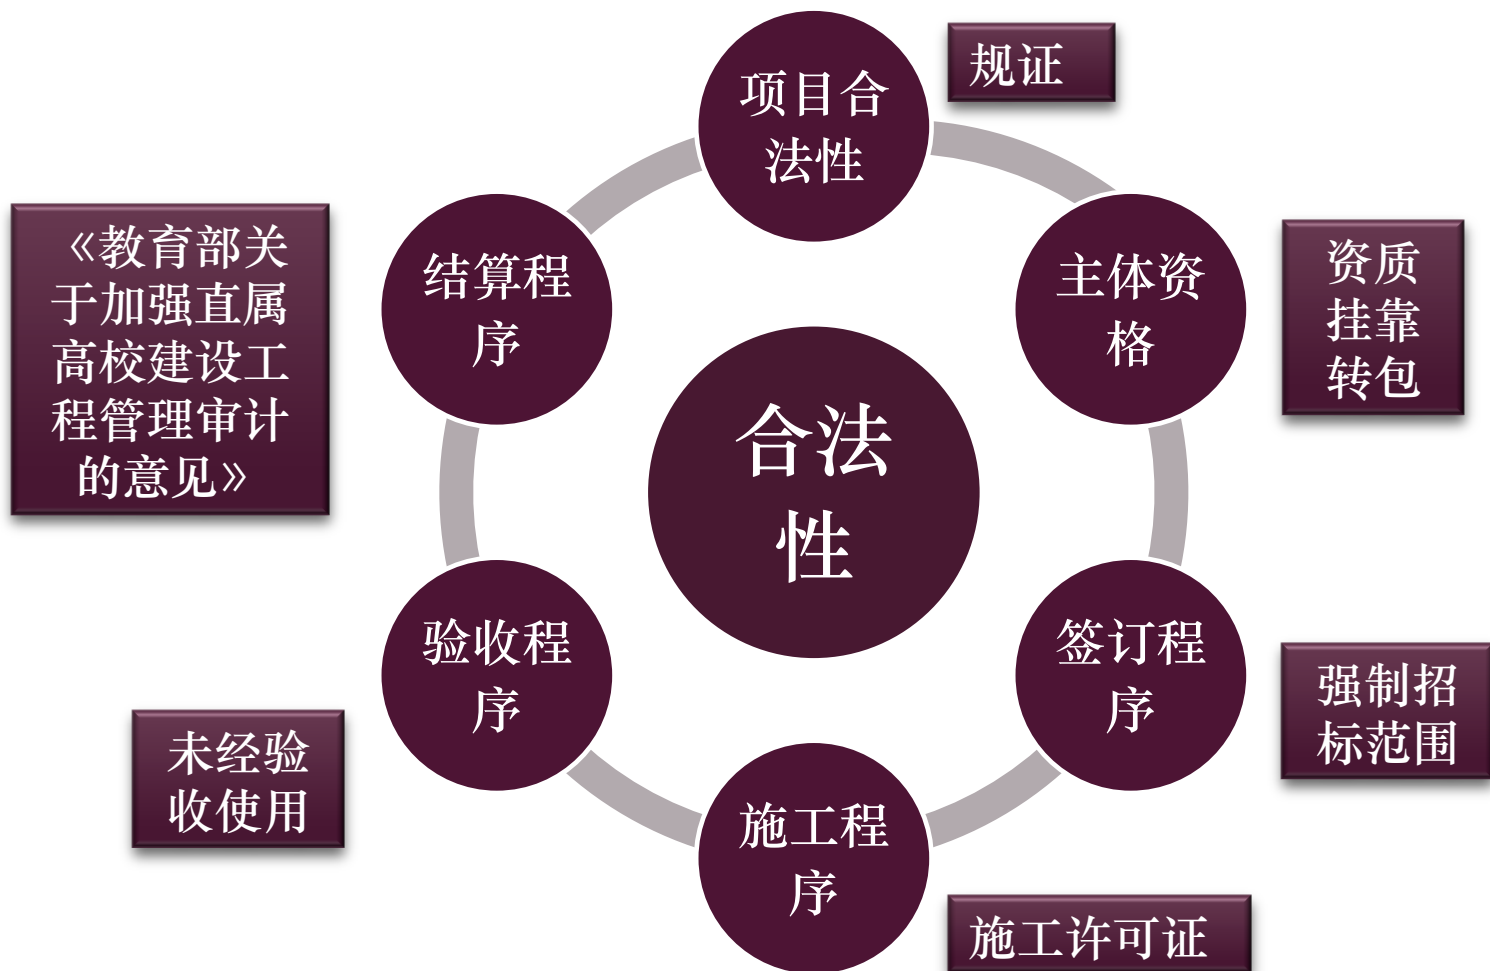 项目合
法性
规证
主体资
格
资质
挂靠
转包
签订程
序
强制招
标范围
施工程
序
施工许可证
验收程
序
未经验
收使用
结算程
序
《教育部关
于加强直属
高校建设工
程管理审计
的意见》
合法
性